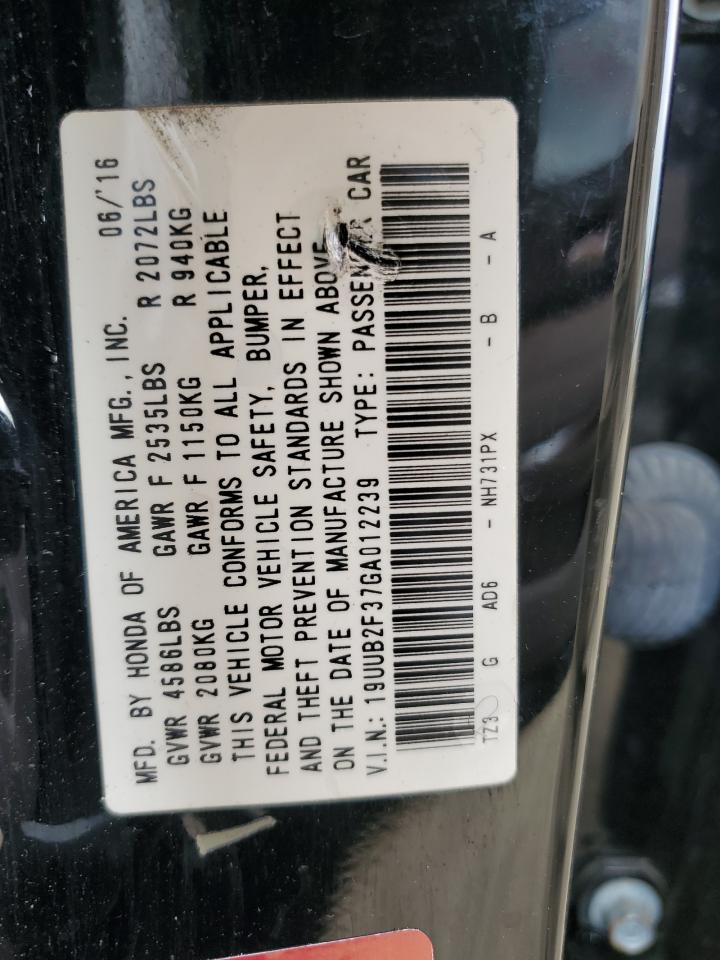 MFD. BY HONDA OF AMERICA MFG., INC. 06/'16
GVWR 4586LBS GAWR F 2535LBS R 2072LBS
GVWR 2080KG GAWR F 1150KG R 940KG
THIS VEHICLE CONFORMS TO ALL APPLICABLE
FEDERAL MOTOR VEHICLE SAFETY, BUMPER,
AND THEFT PREVENTION STANDARDS IN EFFECT
ON THE DATE OF MANUFACTURE SHOWN ABOVE
V.I.N.: 19UUB2F37GA012239 TYPE: CAR
TZ3 G AD6 - NH731PX - B - A